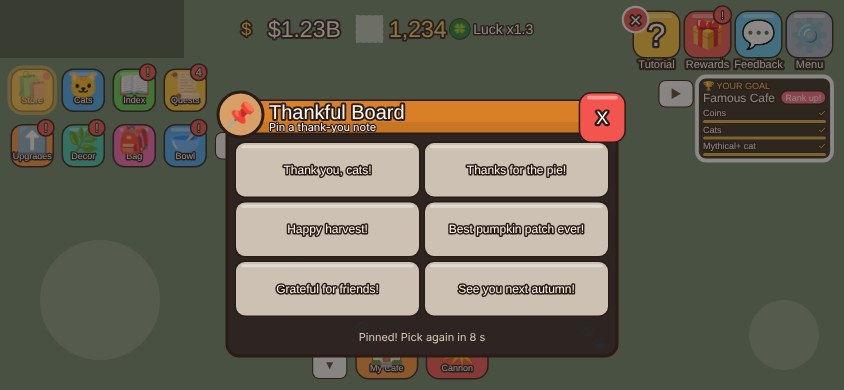 $ $1.23B 1,234 Luck x1.3
? ! ×
Tutorial Rewards Feedback Menu
! 4
Store Cats Index Quests
! ! !
Upgrades Decor Bag Bowl
YOUR GOAL
Famous Cafe Rank up!
Coins ✓
Cats ✓
Mythical+ cat ✓
Thankful Board
Pin a thank-you note
X
Thank you, cats! Thanks for the pie!
Happy harvest! Best pumpkin patch ever!
Grateful for friends! See you next autumn!
Pinned! Pick again in 8 s
My Cafe Cannon